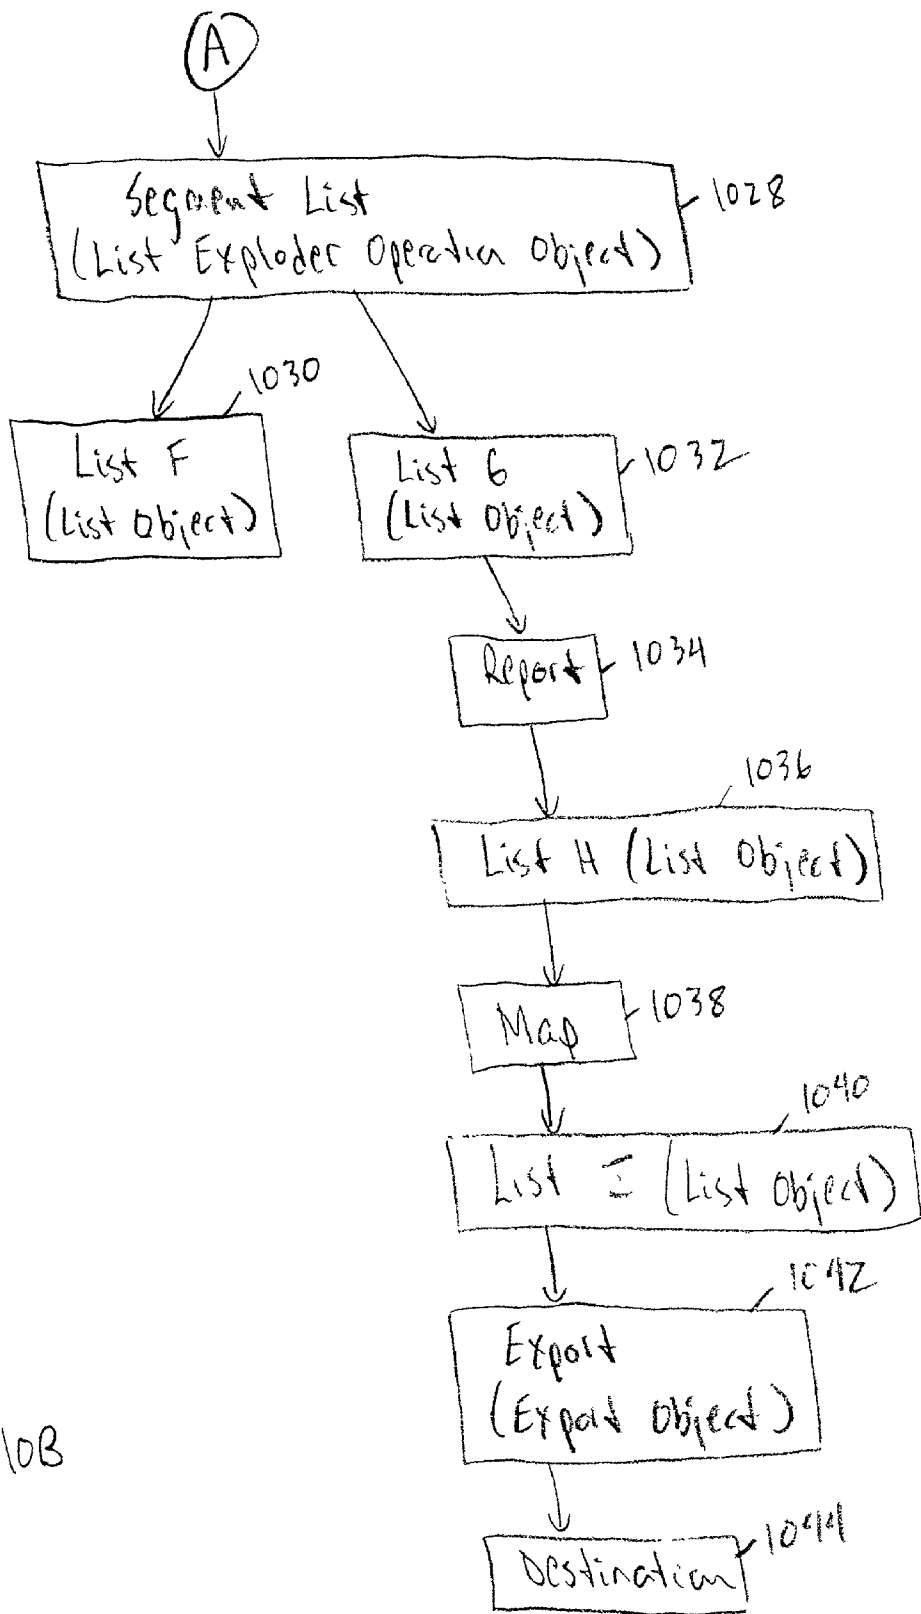 A
Segment List
(List Exploder Operation Object)
1028
1030
List F
(List Object)
List G
(List Object)
1032
Report
1034
1036
List H (List Object)
Map
1038
1040
List I (List Object)
1042
Export
(Export Object)
10B
Destination
1044